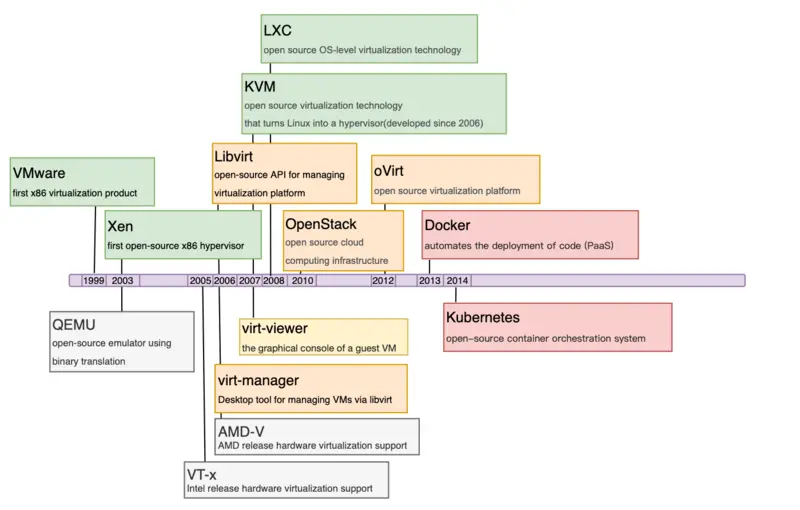 LXC
open source OS-level virtualization technology
KVM
open source virtualization technology
that turns Linux into a hypervisor(developed since 2006)
Libvirt
open-source API for managing
virtualization platform
oVirt
open source virtualization platform
VMware
first x86 virtualization product
Xen
first open-source x86 hypervisor
OpenStack
open source cloud
computing infrastructure
Docker
automates the deployment of code (PaaS)
1999 2003 2005 2006 2007 2008 2010 2012 2013 2014
QEMU
open-source emulator using
binary translation
virt-viewer
the graphical console of a guest VM
Kubernetes
open-source container orchestration system
virt-manager
Desktop tool for managing VMs via libvirt
AMD-V
AMD release hardware virtualization support
VT-x
Intel release hardware virtualization support